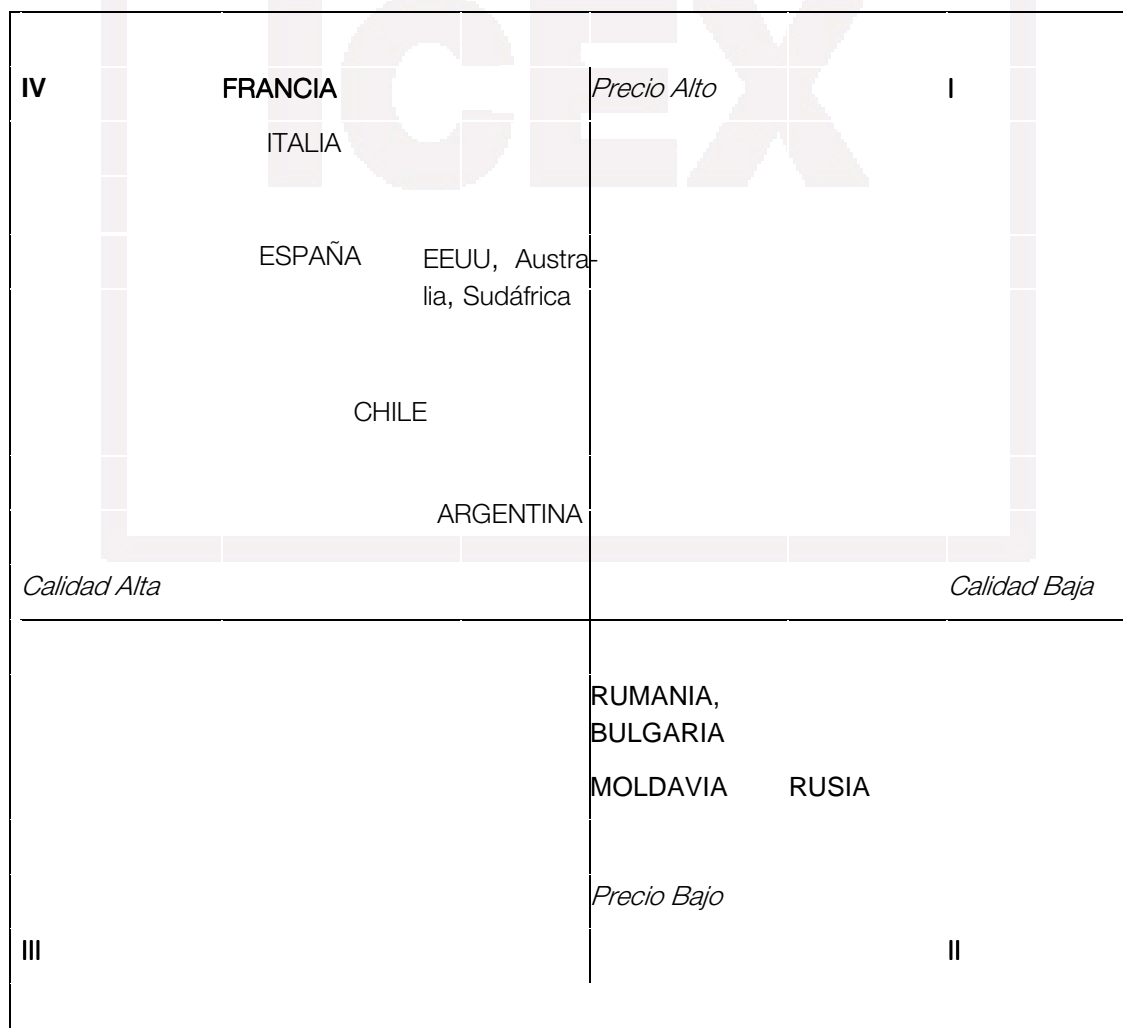 ICEX
IV FRANCIA Precio Alto I
ITALIA
ESPAÑA EEUU, Austra-
lia, Sudáfrica
CHILE
ARGENTINA
Calidad Alta Calidad Baja
RUMANIA,
BULGARIA
MOLDAVIA RUSIA
Precio Bajo
III II